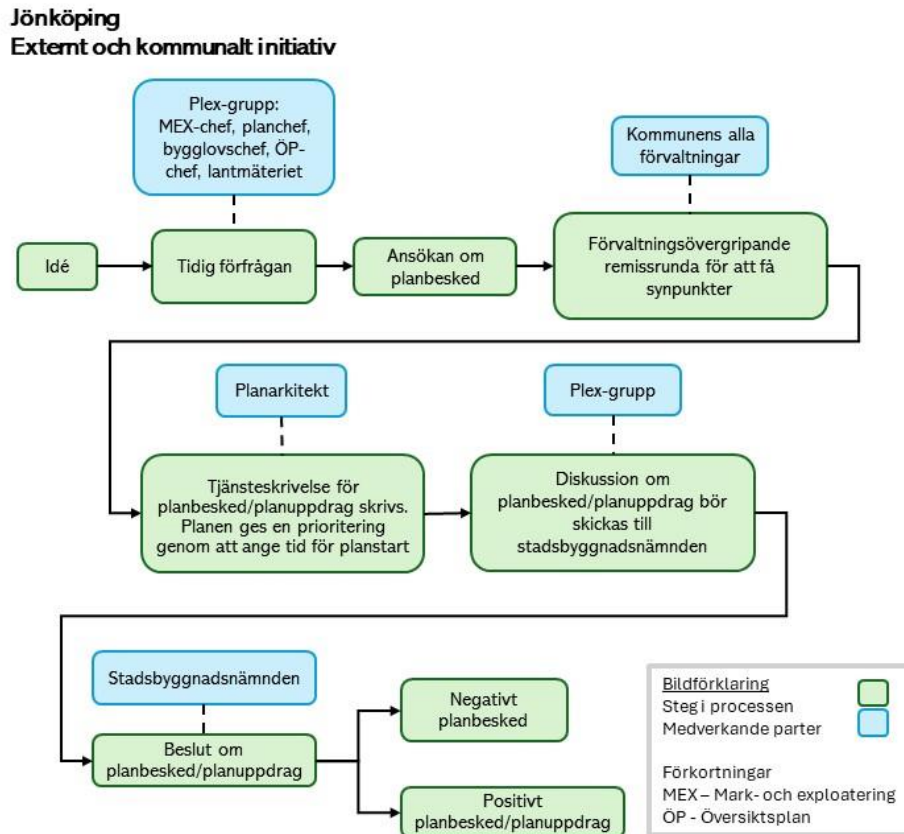 Jönköping
Externt och kommunalt initiativ
Plex-grupp:
MEX-chef, planchef,
bygglovschef, ÖP-
chef, lantmäteriet
Kommunens alla
förvaltningar
Idé
Tidig förfrågan
Ansökan om
planbesked
Förvaltningsövergripande
remissrunda för att få
synpunkter
Planarkitekt
Plex-grupp
Tjänsteskrivelse för
planbesked/planuppdrag skrivs.
Planen ges en prioritering
genom att ange tid för planstart
Diskussion om
planbesked/planuppdrag bör
skickas till
stadsbyggnadsnämnden
Stadsbyggnadsnämnden
Beslut om
planbesked/planuppdrag
Negativt
planbesked
Positivt
planbesked/planuppdrag
Bildförklaring
Steg i processen
Medverkande parter
Förkortningar
MEX – Mark- och exploatering
ÖP - Översiktsplan